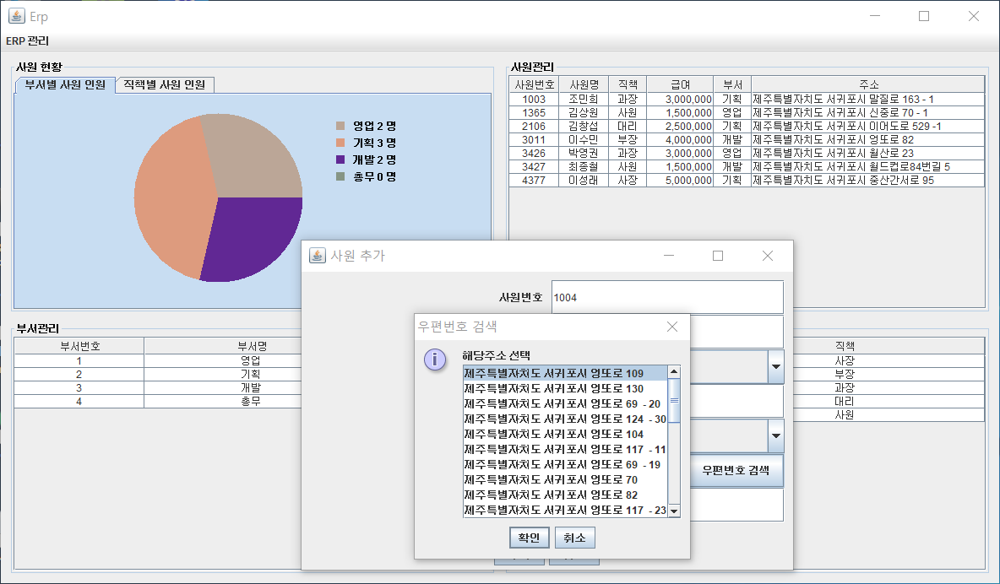 Erp
ERP 관리
사원 현황
부서별 사원 인원 직책별 사원 인원
영업 2 명
기획 3 명
개발 2 명
총무 0 명
사원관리
사원번호 사원명 직책 급여 부서 주소
1003 조민희 과장 3,000,000 기획 제주특별자치도 서귀포시 말질로 163 - 1
1365 김상원 사원 1,500,000 영업 제주특별자치도 서귀포시 신중로 70 - 1
2106 김창섭 대리 2,500,000 기획 제주특별자치도 서귀포시 이어도로 529 -1
3011 이수민 부장 4,000,000 개발 제주특별자치도 서귀포시 엉또로 82
3426 박영권 과장 3,000,000 영업 제주특별자치도 서귀포시 월산로 23
3427 최종철 사원 1,500,000 개발 제주특별자치도 서귀포시 월드컵로84번길 5
4377 이성래 사장 5,000,000 기획 제주특별자치도 서귀포시 중산간서로 95
부서관리
부서번호 부서명
1 영업
2 기획
3 개발
4 총무
직책
사장
부장
과장
대리
사원
사원 추가
사원번호 1004
우편번호 검색
우편번호 검색
해당주소 선택
제주특별자치도 서귀포시 엉또로 109
제주특별자치도 서귀포시 엉또로 130
제주특별자치도 서귀포시 엉또로 69 - 20
제주특별자치도 서귀포시 엉또로 124 - 30
제주특별자치도 서귀포시 엉또로 104
제주특별자치도 서귀포시 엉또로 117 - 11
제주특별자치도 서귀포시 엉또로 69 - 19
제주특별자치도 서귀포시 엉또로 70
제주특별자치도 서귀포시 엉또로 82
제주특별자치도 서귀포시 엉또로 117 - 23
확인 취소